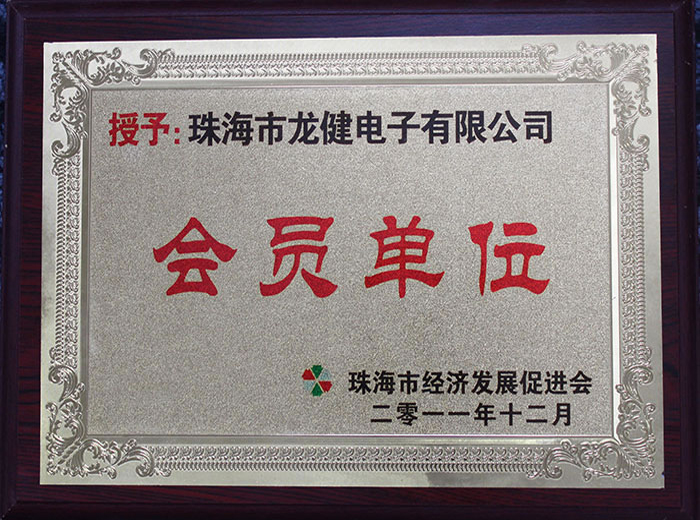 授予:珠海市龙健电子有限公司
会员单位
珠海市经济发展促进会
二零一一年十二月